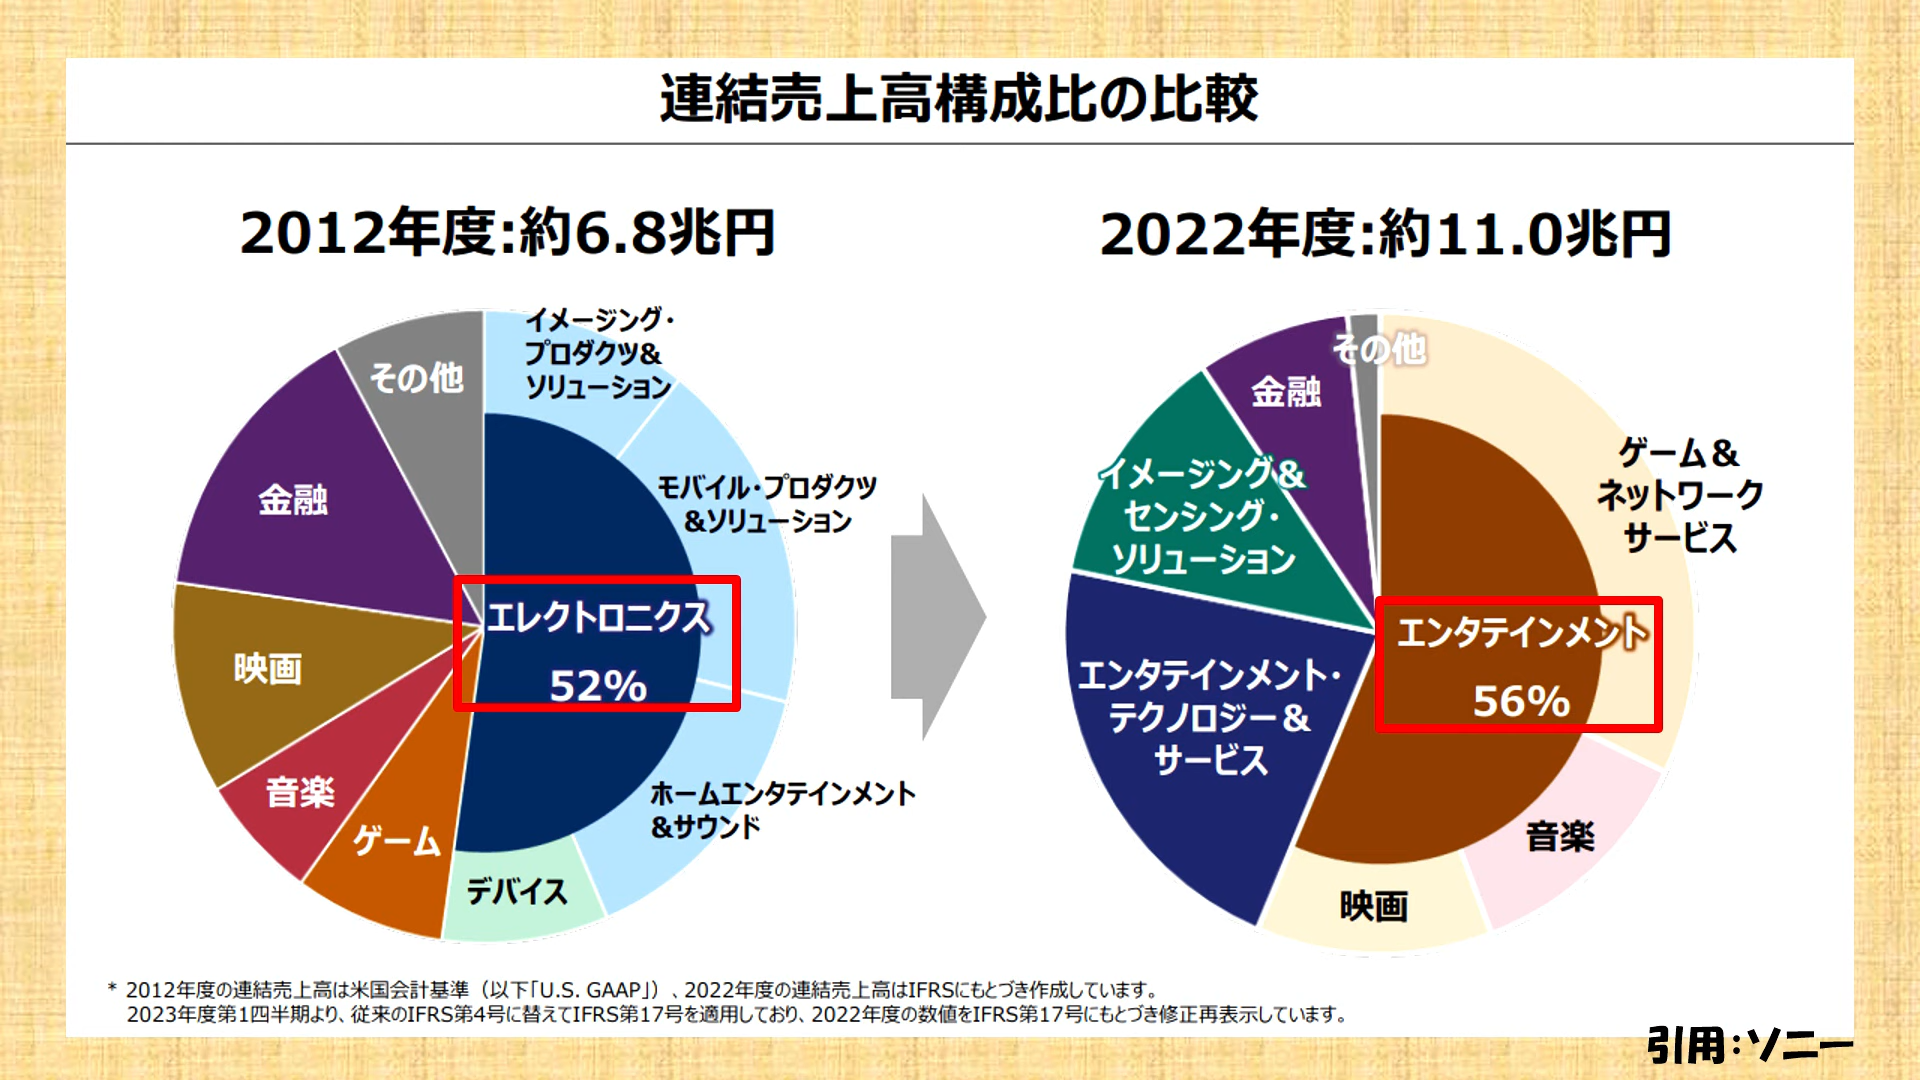 連結売上高構成比の比較
2012年度:約6.8兆円
その他
イメージング・
プロダクツ&
ソリューション
金融
モバイル・プロダクツ
&ソリューション
エレクトロニクス
52%
映画
音楽
ゲーム
ホームエンタテインメント
&サウンド
デバイス
2022年度:約11.0兆円
その他
金融
ゲーム&
ネットワーク
サービス
イメージング&
センシング・
ソリューション
エンタテインメント
56%
エンタテインメント・
テクノロジー&
サービス
音楽
映画
* 2012年度の連結売上高は米国会計基準（以下「U.S. GAAP」）、2022年度の連結売上高はIFRSにもとづき作成しています。
2023年度第1四半期より、従来のIFRS第4号に替えてIFRS第17号を適用しており、2022年度の数値をIFRS第17号にもとづき修正再表示しています。
引用:ソニー